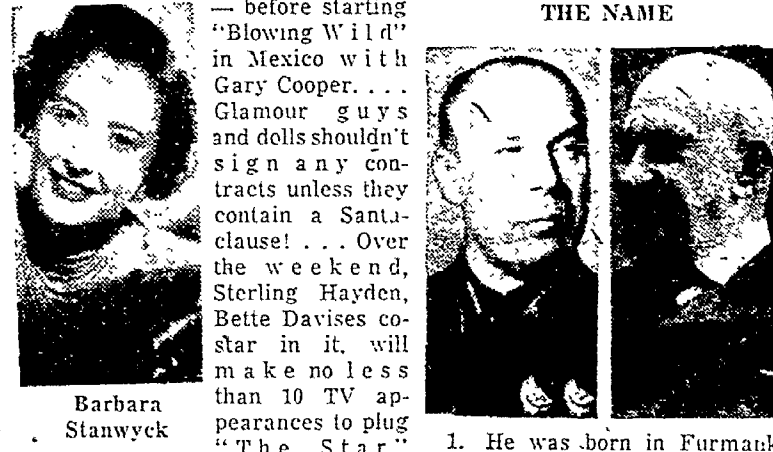 — before starting
"Blowing Wild"
in Mexico with
Gary Cooper. . . .
Glamour guys
and dolls shouldn't
sign any con-
tracts unless they
contain a Santa-
clause! . . . Over
the weekend,
Sterling Hayden,
Bette Davises co-
star in it, will
make no less
than 10 TV ap-
pearances to plug
"The Star"
Barbara
Stanwyck
THE NAME
1. He was born in Furmank